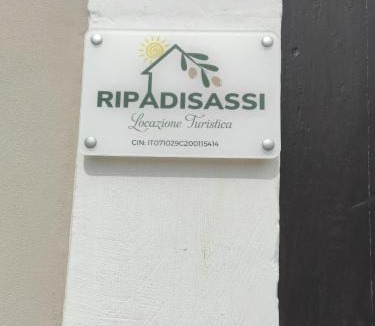 RIPADISASSI
Locazione Turistica
CIN: IT071029C200115414